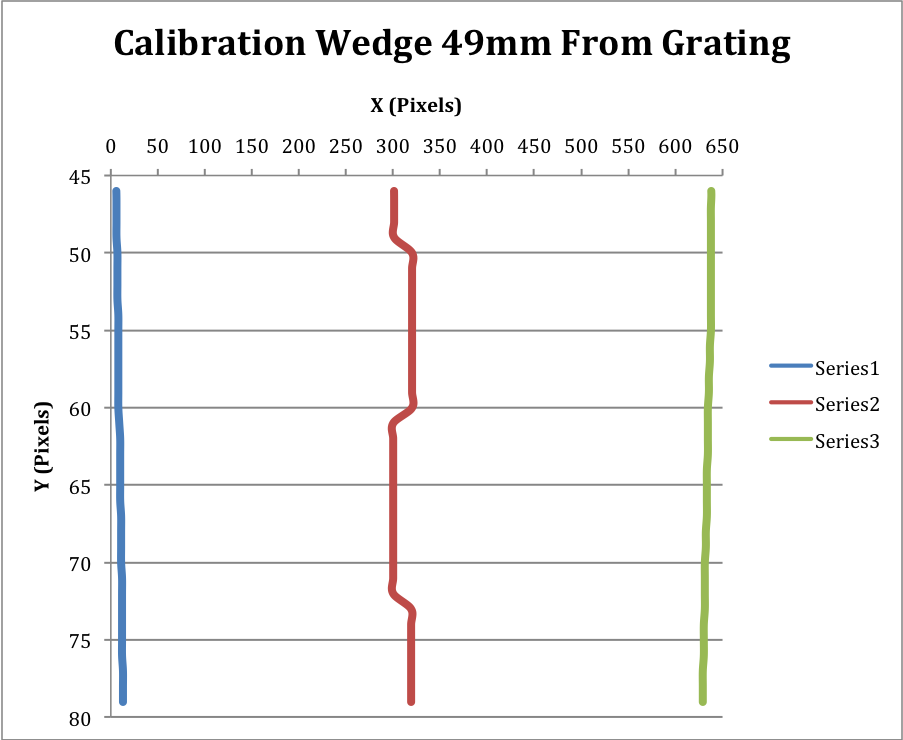 Calibration Wedge 49mm From Grating
X (Pixels)
0 50 100 150 200 250 300 350 400 450 500 550 600 650
45
50
55
60
65
70
75
80
Y (Pixels)
Series1
Series2
Series3